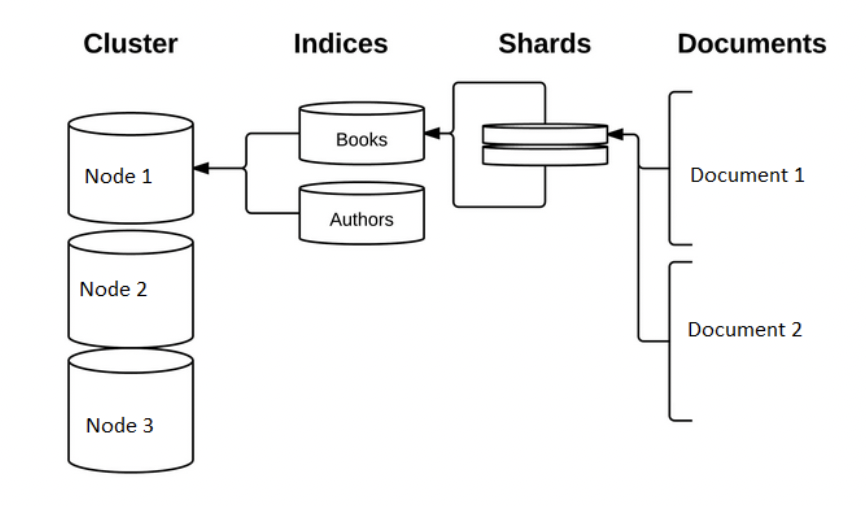 Cluster
Indices
Shards
Documents
Node 1
Books
Authors
Document 1
Node 2
Document 2
Node 3